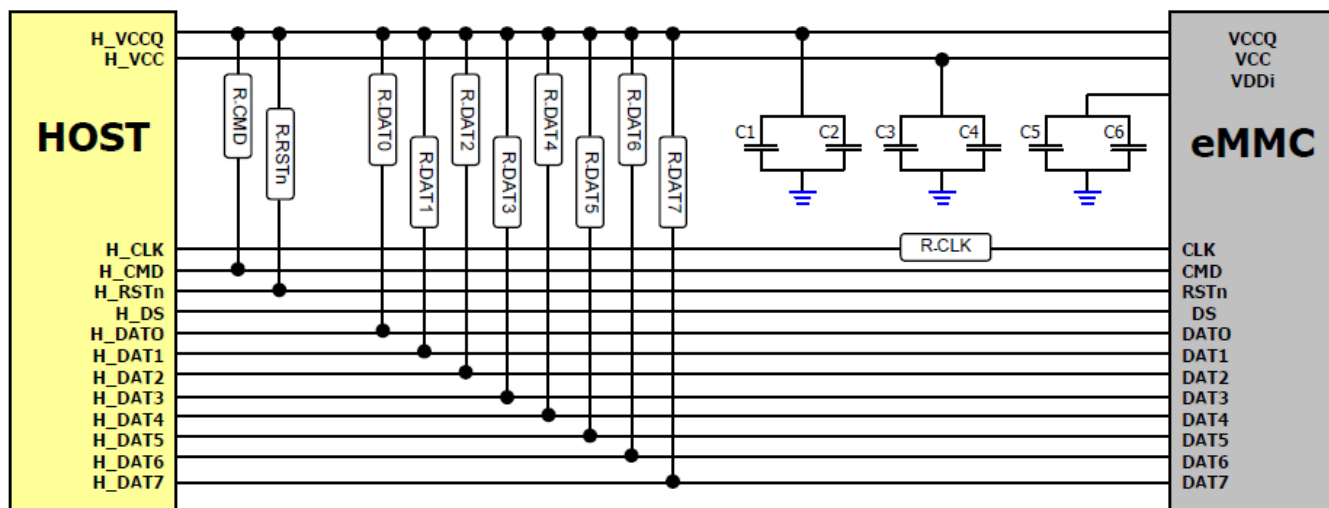 H_VCCQ
H_VCC
HOST
H_CLK
H_CMD
H_RSTn
H_DS
H_DAT0
H_DAT1
H_DAT2
H_DAT3
H_DAT4
H_DAT5
H_DAT6
H_DAT7
R-CMD
R-RSTn
R-DAT0
R-DAT1
R-DAT2
R-DAT3
R-DAT4
R-DAT5
R-DAT6
R-DAT7
C1
C2
C3
C4
C5
C6
R-CLK
VCCQ
VCC
VDDi
eMMC
CLK
CMD
RSTn
DS
DAT0
DAT1
DAT2
DAT3
DAT4
DAT5
DAT6
DAT7